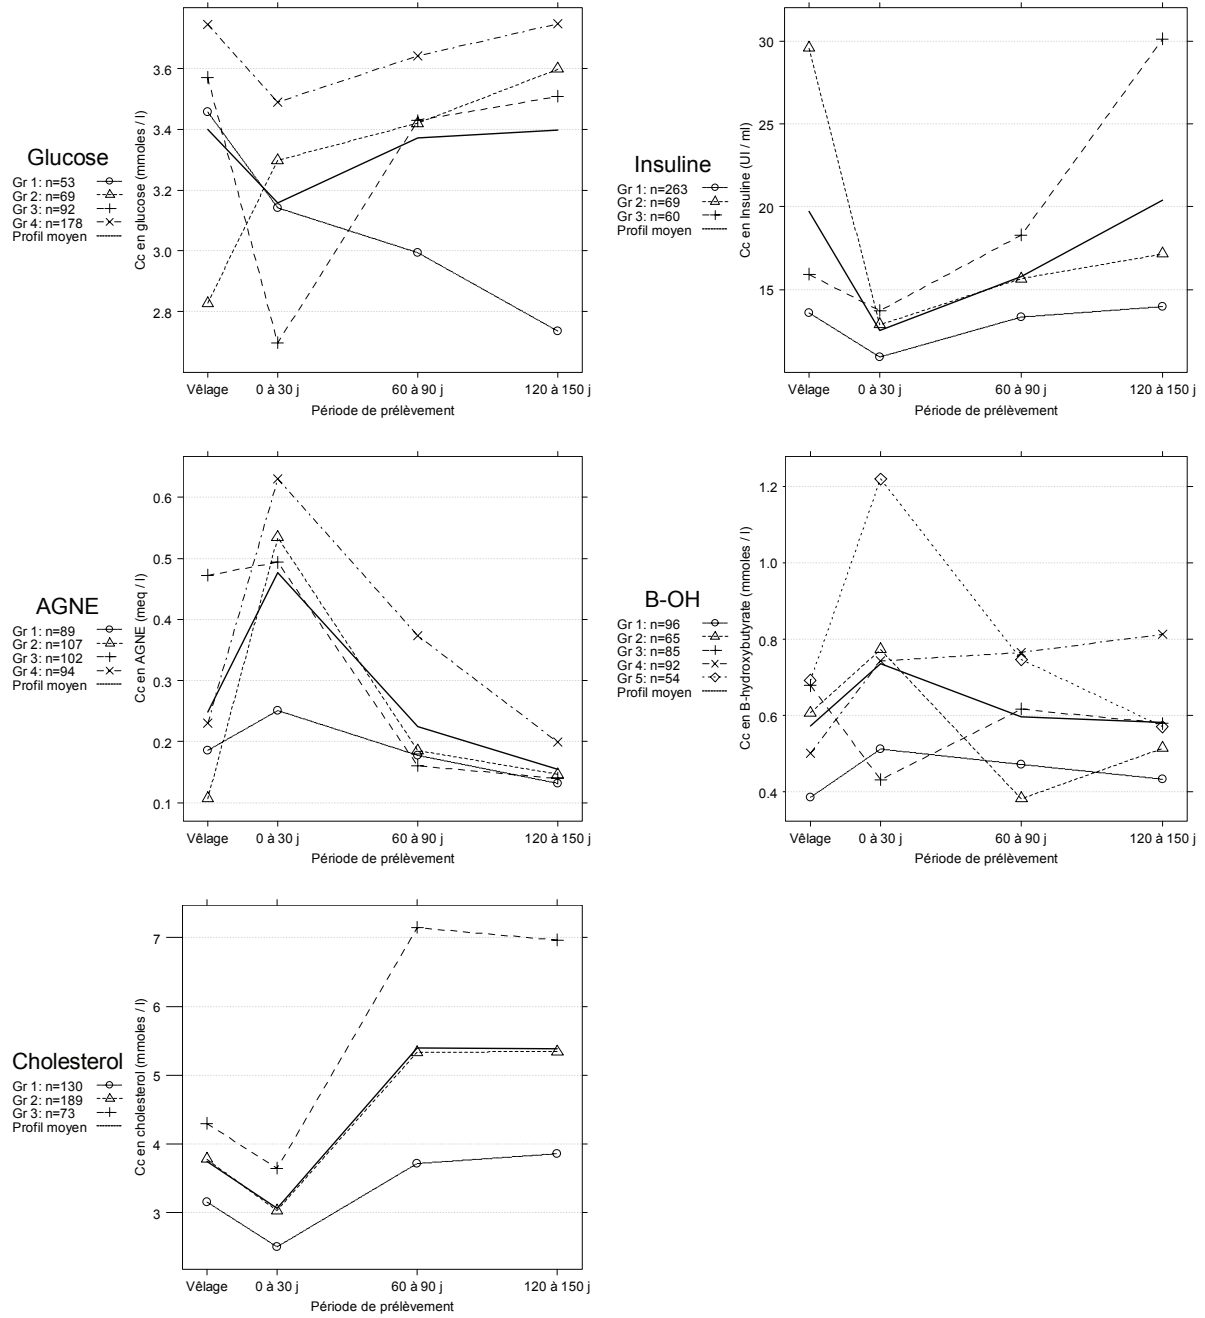 Glucose
Gr 1: n=53
Gr 2: n=69
Gr 3: n=92
Gr 4: n=178
Profil moyen
Cc en glucose (mmoles / l)
3.6
3.4
3.2
3.0
2.8
Vêlage 0 à 30 j 60 à 90 j 120 à 150 j
Période de prélèvement
Insuline
Gr 1: n=263
Gr 2: n=69
Gr 3: n=60
Profil moyen
Cc en Insuline (UI / ml)
30
25
20
15
Vêlage 0 à 30 j 60 à 90 j 120 à 150 j
Période de prélèvement
AGNE
Gr 1: n=89
Gr 2: n=107
Gr 3: n=102
Gr 4: n=94
Profil moyen
Cc en AGNE (meq / l)
0.6
0.5
0.4
0.3
0.2
0.1
Vêlage 0 à 30 j 60 à 90 j 120 à 150 j
Période de prélèvement
B-OH
Gr 1: n=96
Gr 2: n=65
Gr 3: n=85
Gr 4: n=92
Gr 5: n=54
Profil moyen
Cc en B-hydroxybutyrate (mmoles / l)
1.2
1.0
0.8
0.6
0.4
Vêlage 0 à 30 j 60 à 90 j 120 à 150 j
Période de prélèvement
Cholesterol
Gr 1: n=130
Gr 2: n=189
Gr 3: n=73
Profil moyen
Cc en cholesterol (mmoles / l)
7
6
5
4
3
Vêlage 0 à 30 j 60 à 90 j 120 à 150 j
Période de prélèvement